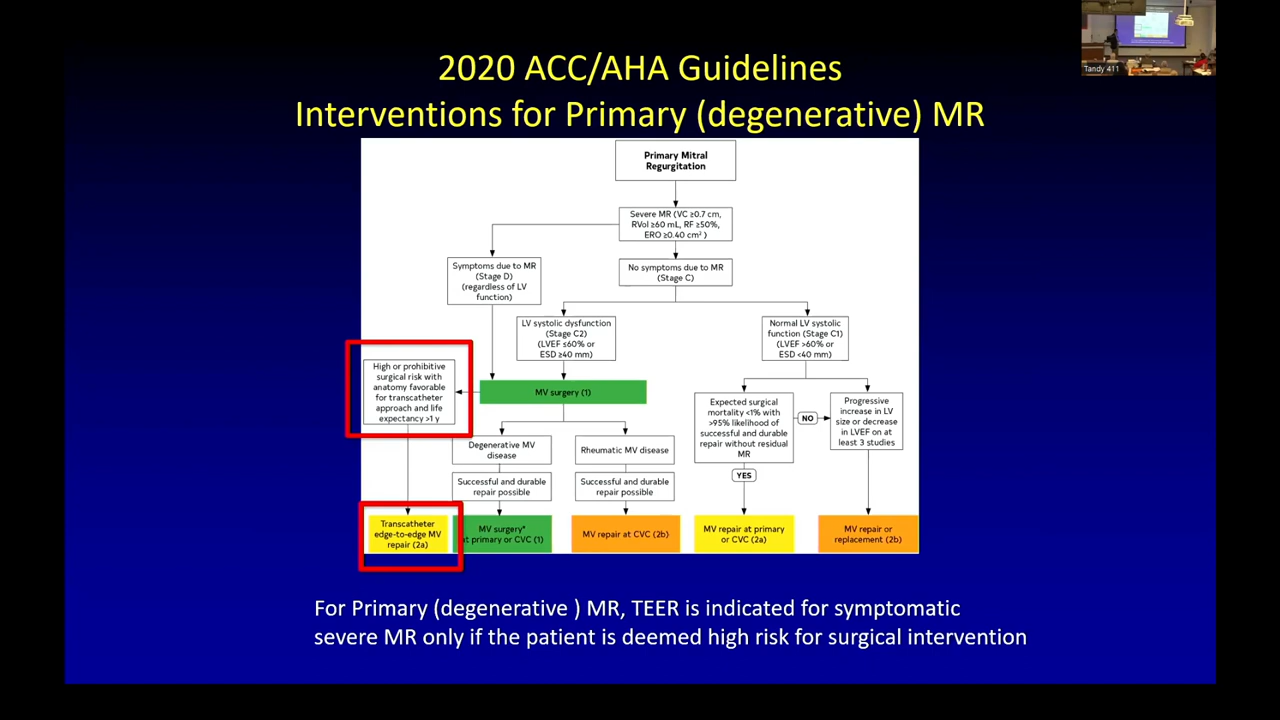 Tandy 411
2020 ACC/AHA Guidelines
Interventions for Primary (degenerative) MR
Primary Mitral
Regurgitation
Severe MR (VC ≥0.7 cm,
RVol ≥60 mL, RF ≥50%,
ERO ≥0.40 cm²)
Symptoms due to MR
(Stage D)
(regardless of LV
function)
No symptoms due to MR
(Stage C)
LV systolic dysfunction
(Stage C2)
(LVEF ≤60% or
ESD ≥40 mm)
Normal LV systolic
function (Stage C1)
(LVEF >60% or
ESD <40 mm)
High or prohibitive
surgical risk with
anatomy favorable
for transcatheter
approach and life
expectancy >1 y
MV surgery (1)
Expected surgical
mortality <1% with
>95% likelihood of
successful and durable
repair without residual
MR
NO
Progressive
increase in LV
size or decrease
in LVEF on at
least 3 studies
Degenerative MV
disease
Rheumatic MV disease
YES
Successful and durable
repair possible
Successful and durable
repair possible
Transcatheter
edge-to-edge MV
repair (2a)
MV surgery*
at primary or CVC (1)
MV repair at CVC (2b)
MV repair at primary
or CVC (2a)
MV repair or
replacement (2b)
For Primary (degenerative ) MR, TEER is indicated for symptomatic
severe MR only if the patient is deemed high risk for surgical intervention